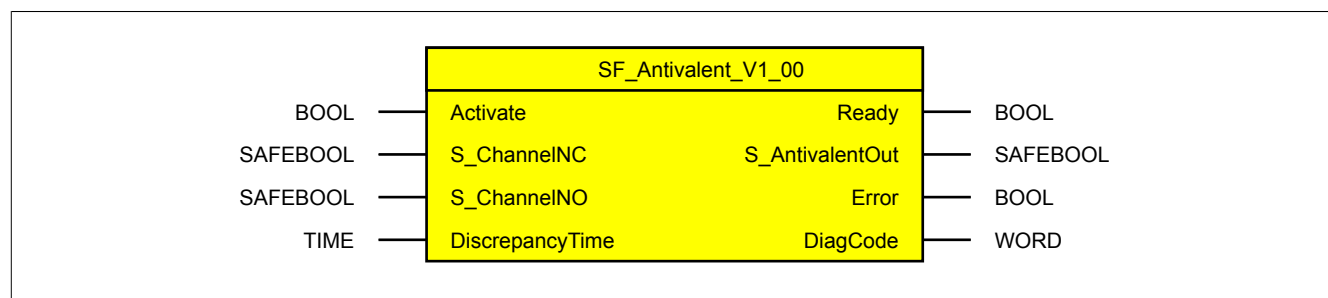 SF_Antivalent_V1_00
BOOL Activate Ready BOOL
SAFEBOOL S_ChannelNC S_AntivalentOut SAFEBOOL
SAFEBOOL S_ChannelNO Error BOOL
TIME DiscrepancyTime DiagCode WORD